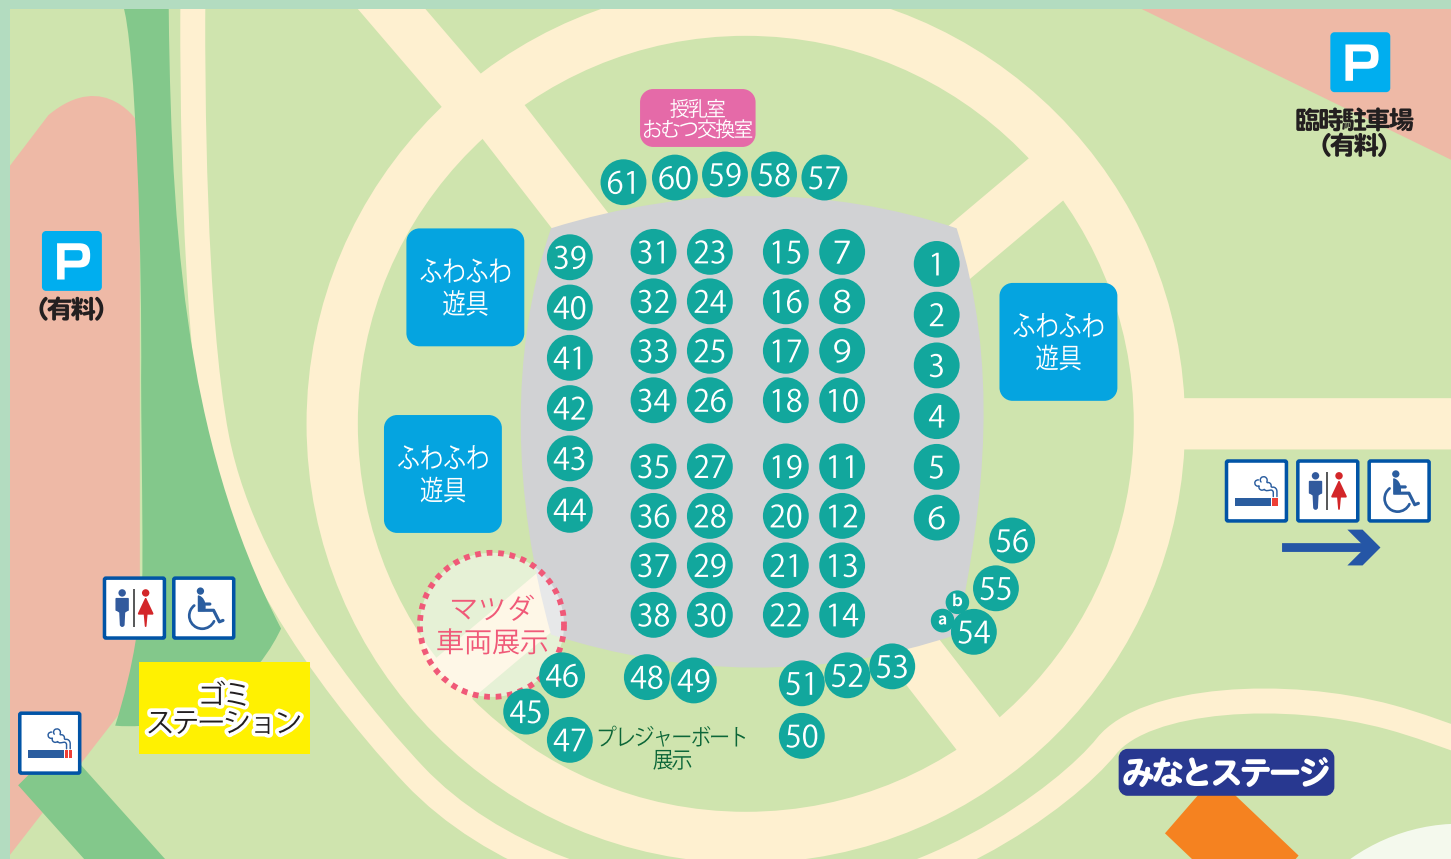 P
臨時駐車場
(有料)
授乳室
おむつ交換室
61 60 59 58 57
P
(有料)
ふわふわ
遊具
ふわふわ
遊具
ふわふわ
遊具
39 31 23 15 7 1
40 32 24 16 8 2
41 33 25 17 9 3
42 34 26 18 10 4
43 35 27 19 11 5
44 36 28 20 12 6
37 29 21 13
38 30 22 14
56
55
b
a
54
マツダ
車両展示
46 48 49 51 52 53
45
47
50
プレジャーボート
展示
ゴミ
ステーション
みなとステージ